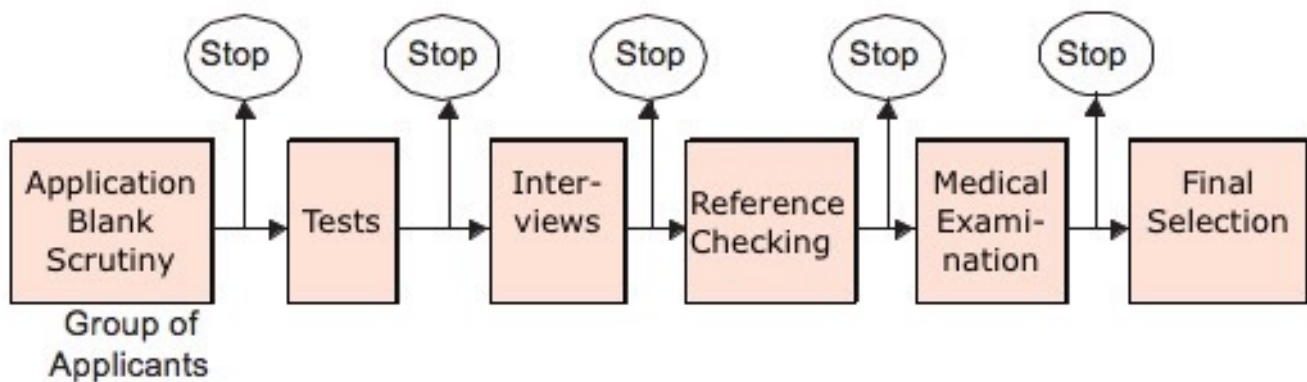 Stop
Stop
Stop
Stop
Stop
Application
Blank
Scrutiny
Tests
Inter-
views
Reference
Checking
Medical
Exami-
nation
Final
Selection
Group of
Applicants